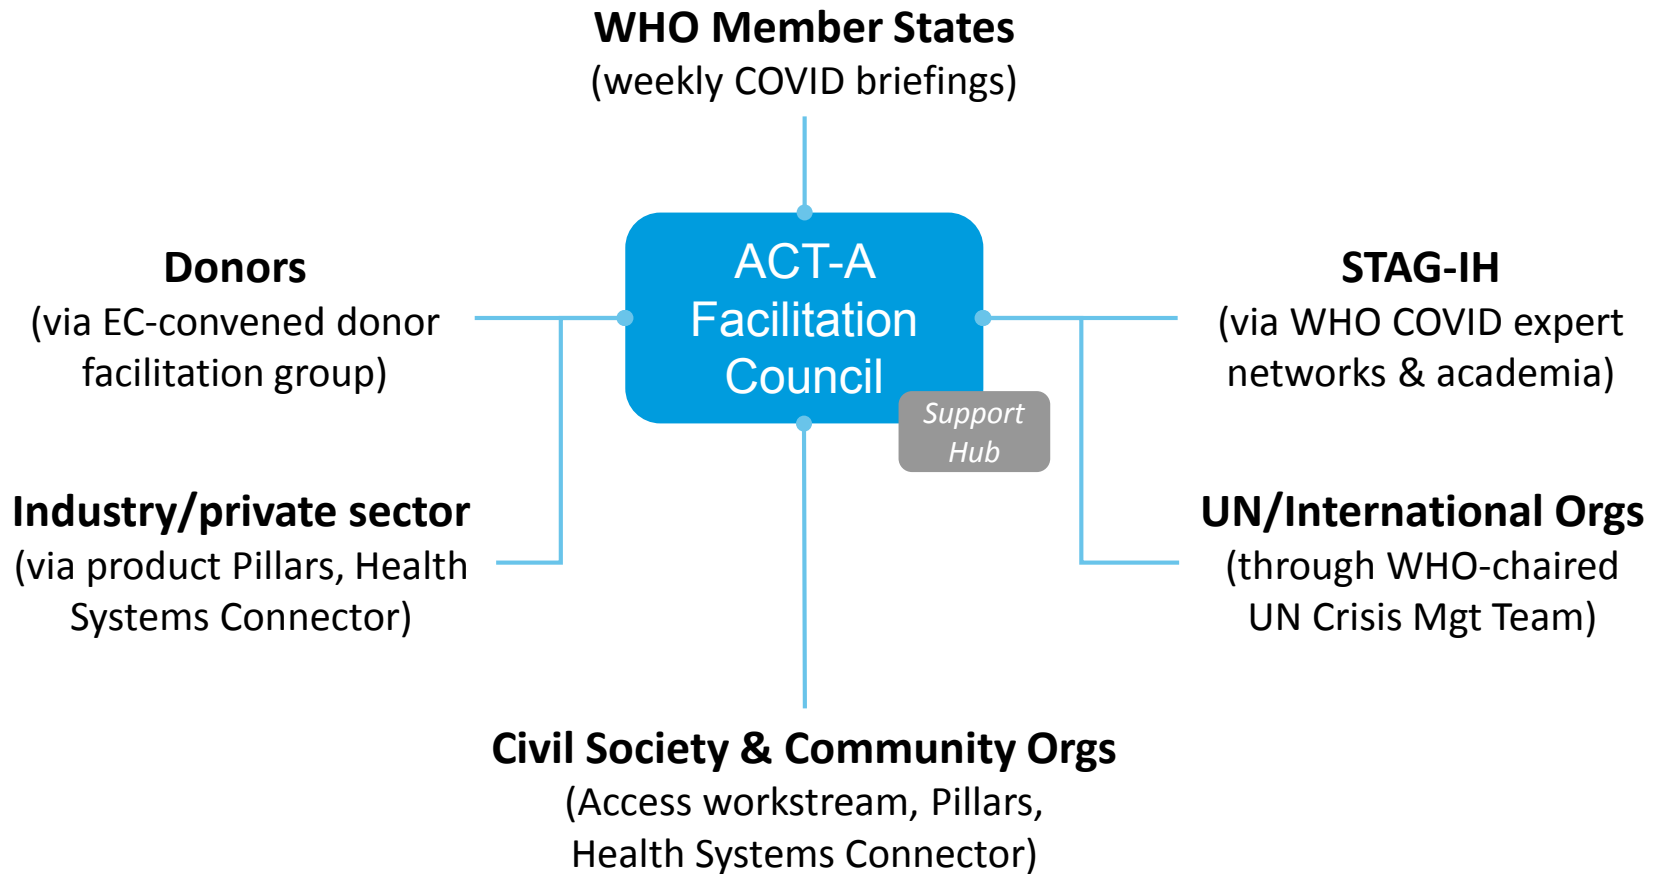 WHO Member States
(weekly COVID briefings)
Donors
(via EC-convened donor
facilitation group)
ACT-A
Facilitation
Council
Support
Hub
STAG-IH
(via WHO COVID expert
networks & academia)
Industry/private sector
(via product Pillars, Health
Systems Connector)
UN/International Orgs
(through WHO-chaired
UN Crisis Mgt Team)
Civil Society & Community Orgs
(Access workstream, Pillars,
Health Systems Connector)